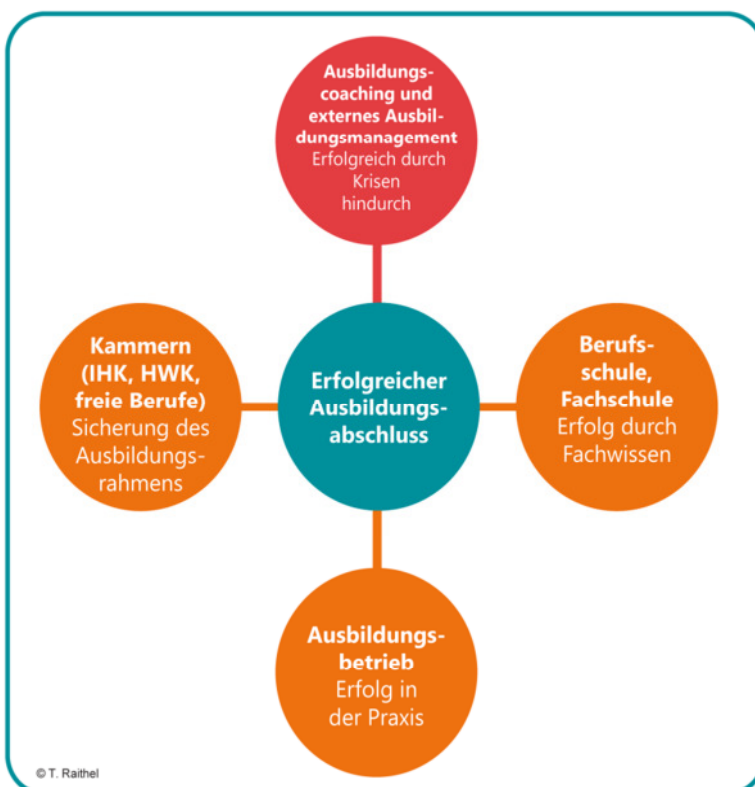 Ausbildungs-
coaching und
externes Ausbil-
dungsmanagement
Erfolgreich durch
Krisen
hindurch
Kammern
(IHK, HWK,
freie Berufe)
Sicherung des
Ausbildungs-
rahmens
Erfolgreicher
Ausbildungs-
abschluss
Berufs-
schule,
Fachschule
Erfolg durch
Fachwissen
Ausbildungs-
betrieb
Erfolg in
der Praxis
© T. Raithel